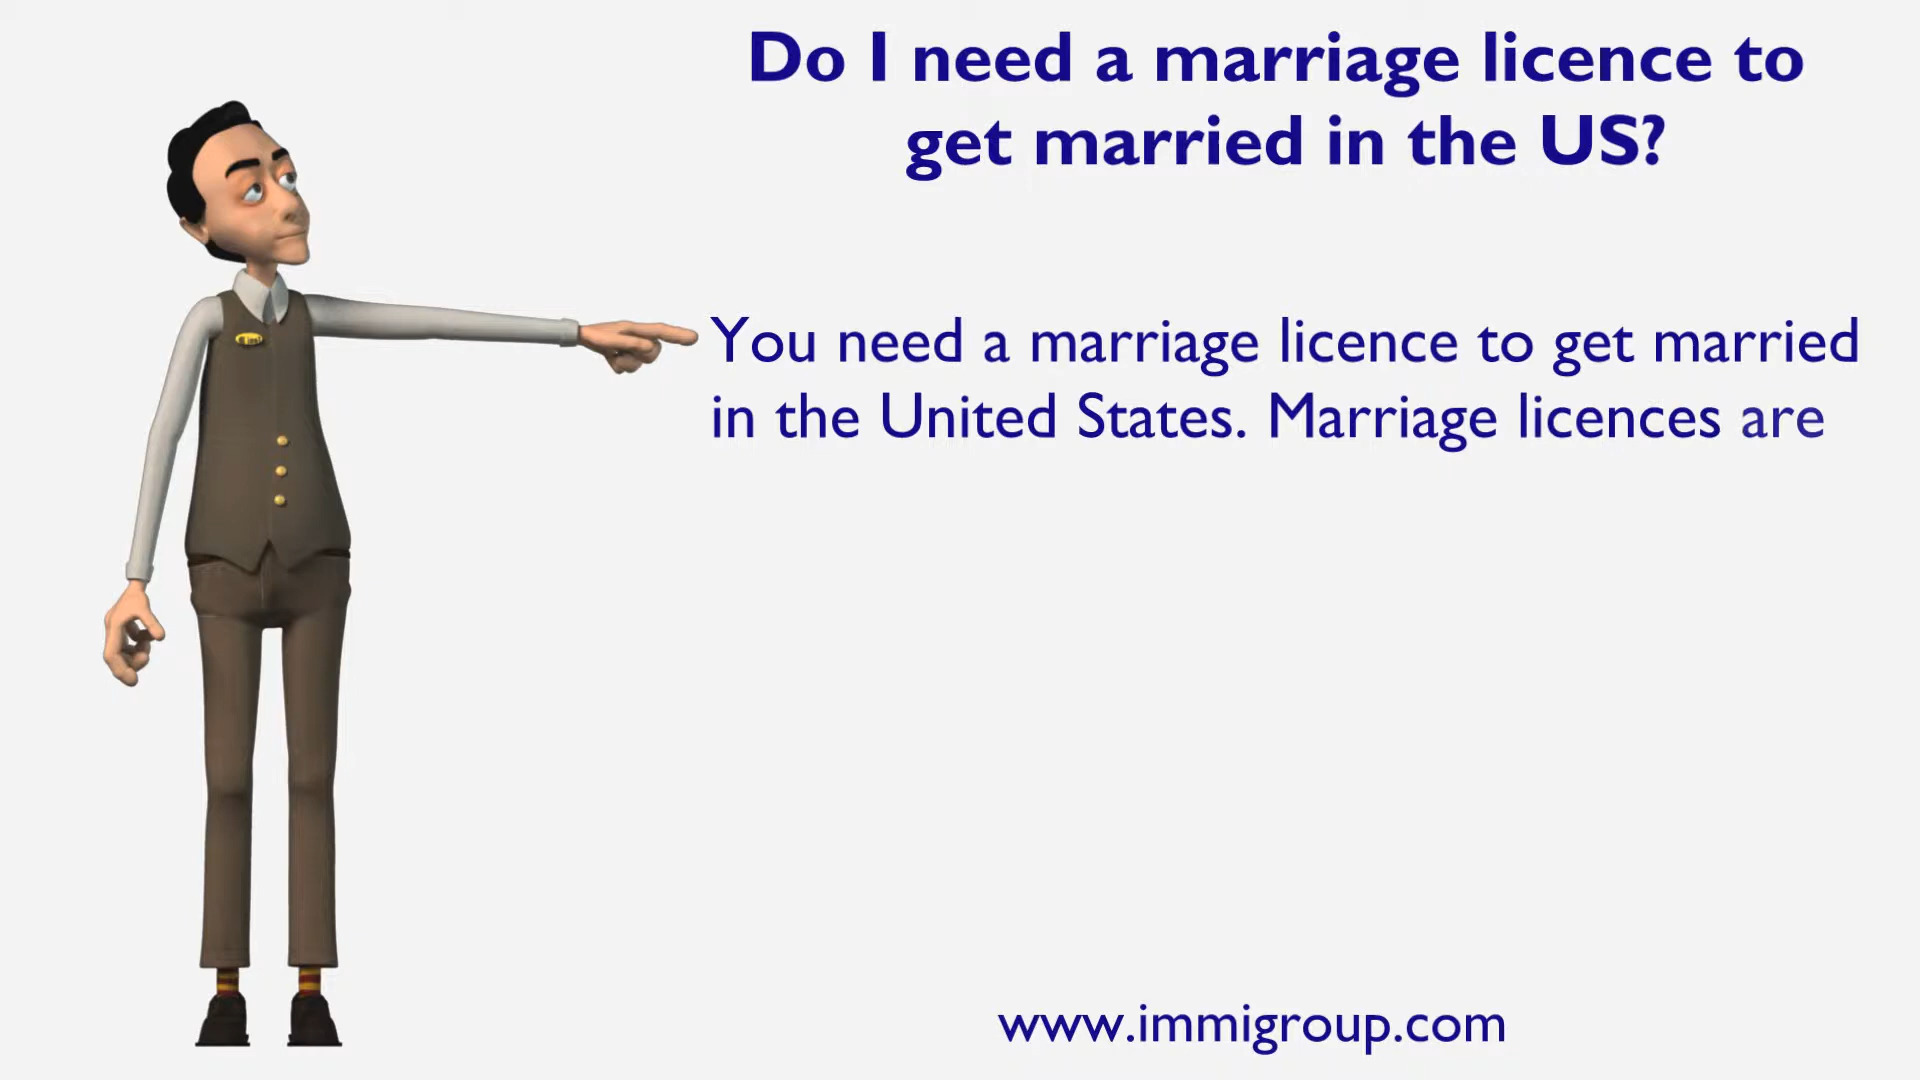 Do I need a marriage licence to
get married in the US?
You need a marriage licence to get married
in the United States. Marriage licences are
www.immigroup.com